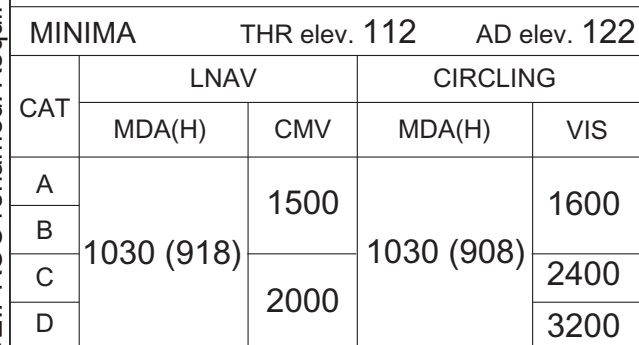 MINIMA THR elev. 112 AD elev. 122
CAT LNAV CIRCLING
MDA(H) CMV MDA(H) VIS
A 1030 (918) 1500 1030 (908) 1600
B
C 2000 2400
D 3200